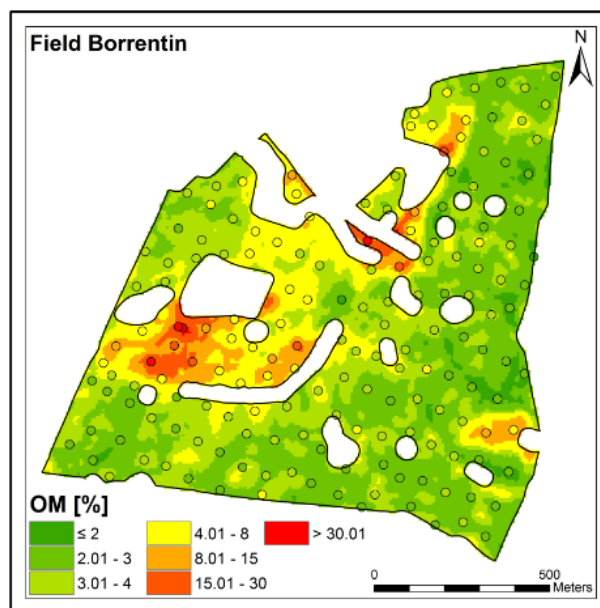 Field Borrentin
N
OM [%]
≤ 2 4.01 - 8 > 30.01
2.01 - 3 8.01 - 15
3.01 - 4 15.01 - 30
0 500
Meters